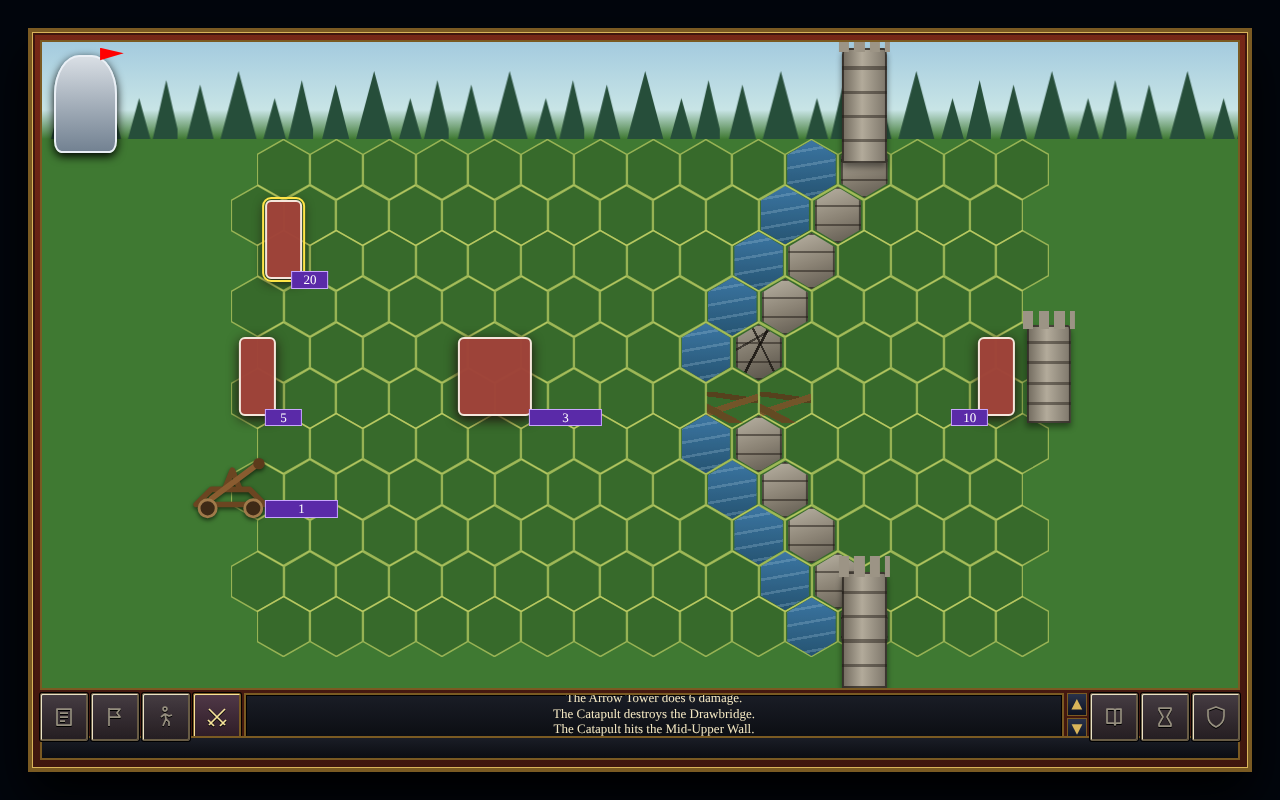 20
5
3
10
1
The Arrow Tower does 6 damage.
The Catapult destroys the Drawbridge.
The Catapult hits the Mid-Upper Wall.